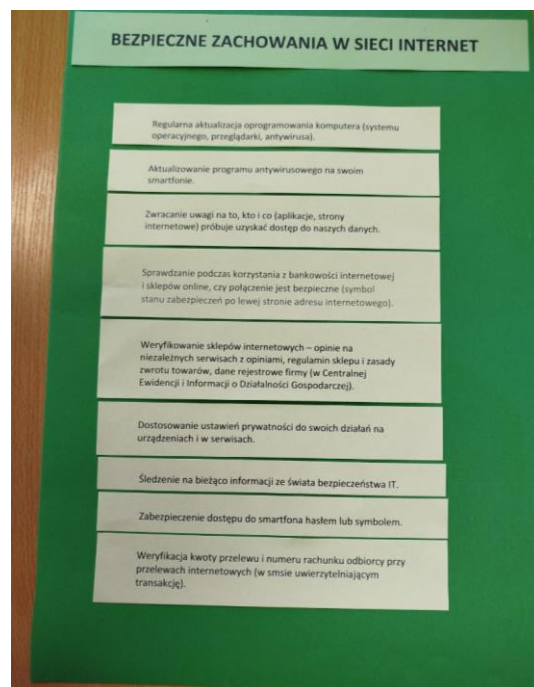 BEZPIECZNE ZACHOWANIA W SIECI INTERNET
Regularna aktualizacja oprogramowania komputera (systemu
operacyjnego, przeglądarki, antywirusa).
Aktualizowanie programu antywirusowego na swoim
smartfonie.
Zwracanie uwagi na to, kto i co (aplikacje, strony
internetowe) próbuje uzyskać dostęp do naszych danych.
Sprawdzanie podczas korzystania z bankowości internetowej
i sklepów online, czy połączenie jest bezpieczne (symbol
stanu zabezpieczeń po lewej stronie adresu internetowego).
Weryfikowanie sklepów internetowych – opinie na
niezależnych serwisach z opiniami, regulamin sklepu i zasady
zwrotu towarów, dane rejestrowe firmy (w Centralnej
Ewidencji i Informacji o Działalności Gospodarczej).
Dostosowanie ustawień prywatności do swoich działań na
urządzeniach i w serwisach.
Śledzenie na bieżąco informacji ze świata bezpieczeństwa IT.
Zabezpieczenie dostępu do smartfona hasłem lub symbolem.
Weryfikacja kwoty przelewu i numeru rachunku odbiorcy przy
przelewach internetowych (w smsie uwierzytelniającym
transakcję).